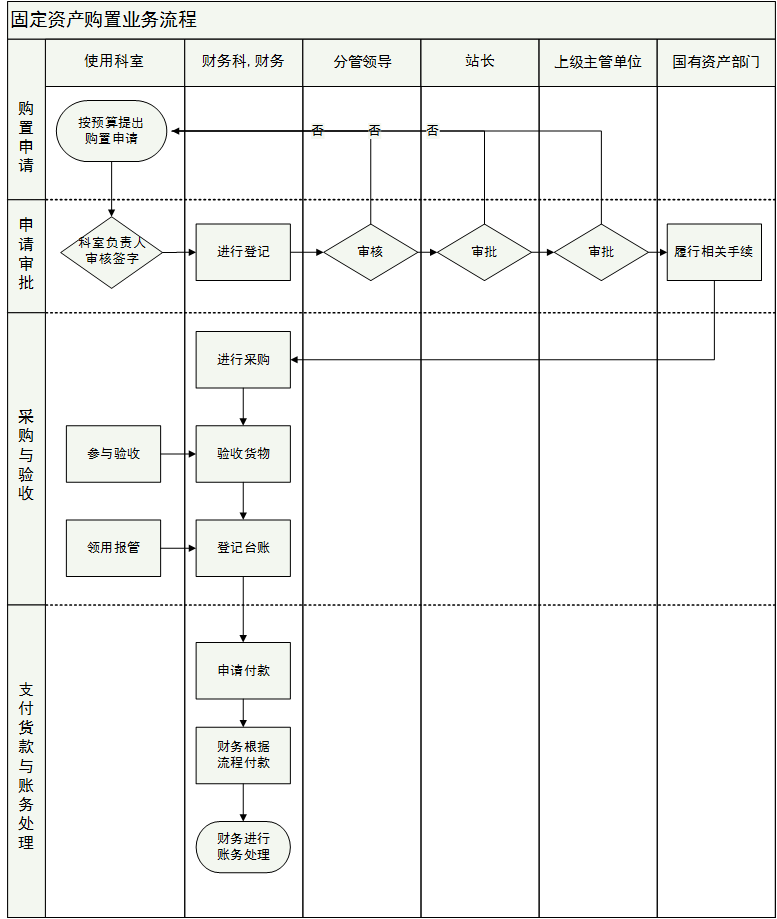 固定资产购置业务流程
使用科室
财务科, 财务
分管领导
站长
上级主管单位
国有资产部门
购置申请
按预算提出
购置申请
否
否
否
申请审批
科室负责人
审核签字
进行登记
审核
审批
审批
履行相关手续
采购与验收
进行采购
参与验收
验收货物
领用报管
登记台账
支付货款与账务处理
申请付款
财务根据
流程付款
财务进行
账务处理